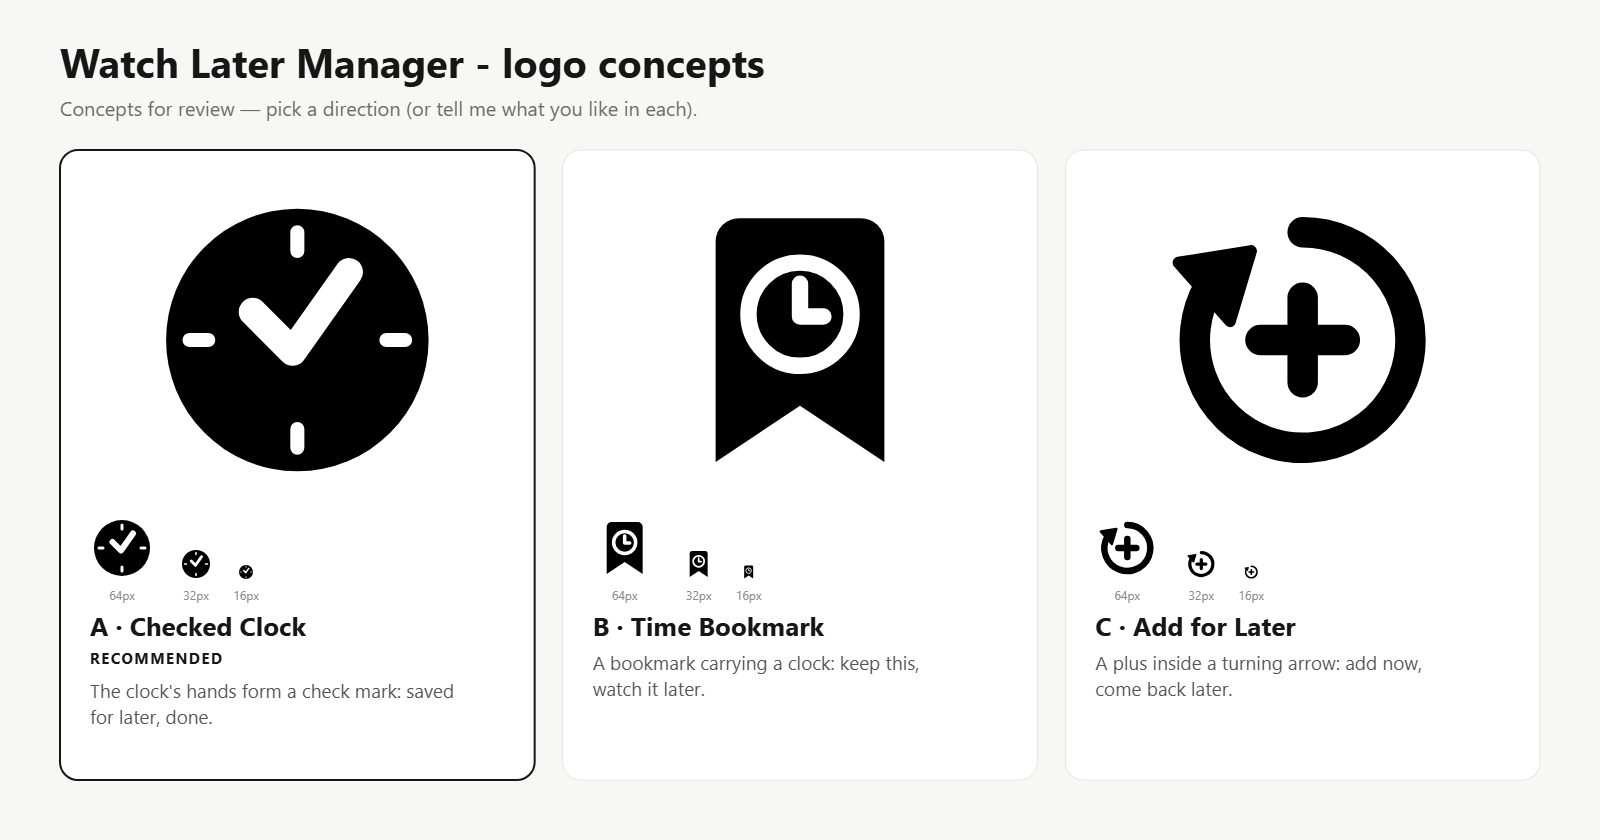 Watch Later Manager - logo concepts
Concepts for review — pick a direction (or tell me what you like in each).
64px 32px 16px
A · Checked Clock
RECOMMENDED
The clock's hands form a check mark: saved
for later, done.
64px 32px 16px
B · Time Bookmark
A bookmark carrying a clock: keep this,
watch it later.
64px 32px 16px
C · Add for Later
A plus inside a turning arrow: add now,
come back later.